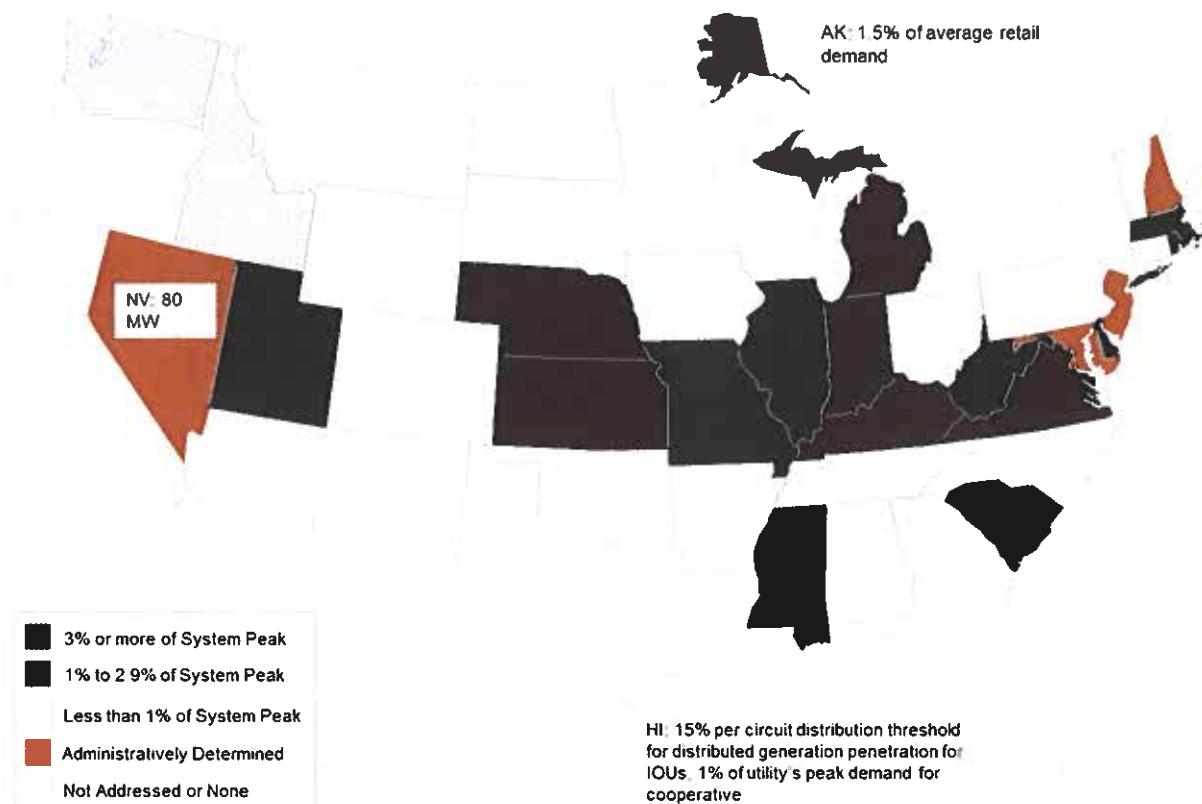 AK: 1.5% of average retail
demand
NV: 80
MW
3% or more of System Peak
1% to 2 9% of System Peak
Less than 1% of System Peak
Administratively Determined
Not Addressed or None
HI: 15% per circuit distribution threshold
for distributed generation penetration for
IOUs, 1% of utility's peak demand for
cooperative